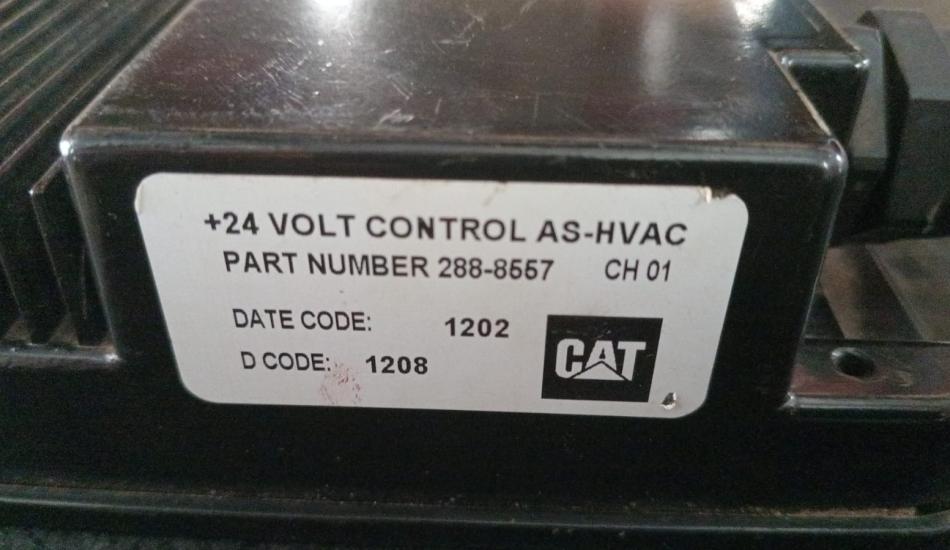 +24 VOLT CONTROL AS-HVAC
PART NUMBER 288-8557 CH 01
DATE CODE: 1202
D CODE: 1208
CAT